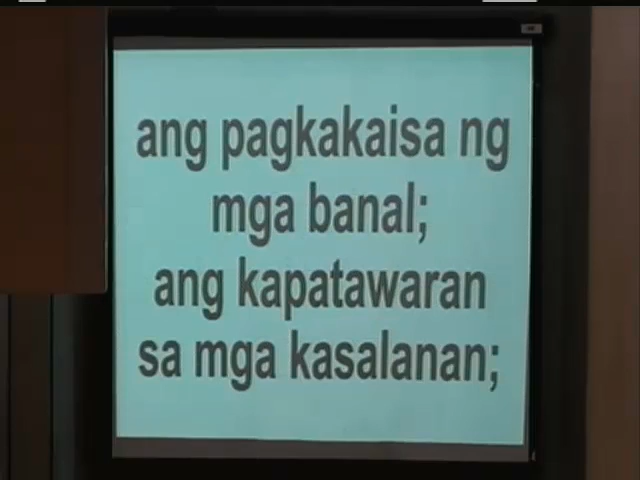 ang pagkakaisa ng
mga banal;
ang kapatawaran
sa mga kasalanan;